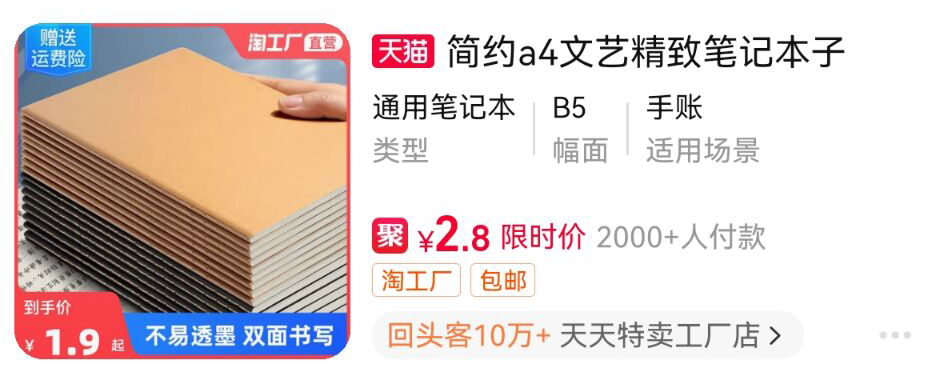 赠送
运费险
淘工厂 直营
到手价
¥ 1.9 起
不易透墨 双面书写
天猫 简约a4文艺精致笔记本子
通用笔记本 B5 手账
类型 幅面 适用场景
聚 ¥2.8 限时价 2000+人付款
淘工厂 包邮
回头客10万+ 天天特卖工厂店 >